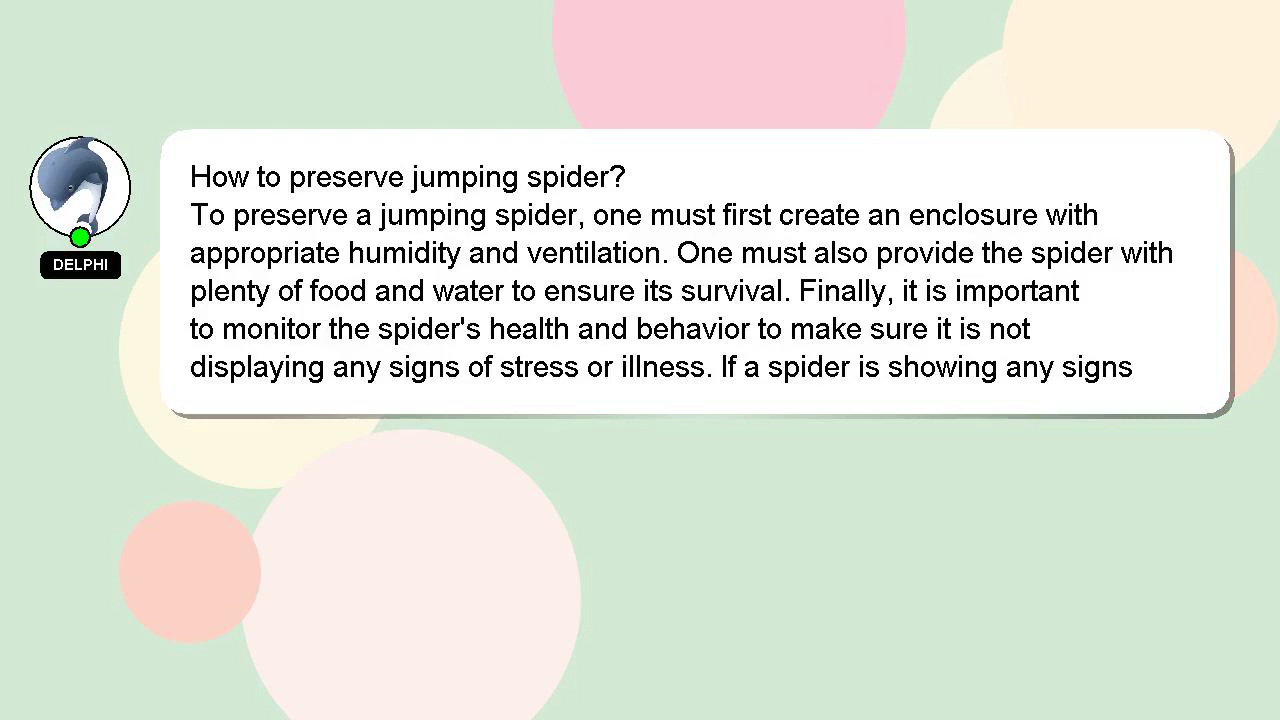 How to preserve jumping spider?
To preserve a jumping spider, one must first create an enclosure with
appropriate humidity and ventilation. One must also provide the spider with
plenty of food and water to ensure its survival. Finally, it is important
to monitor the spider's health and behavior to make sure it is not
displaying any signs of stress or illness. If a spider is showing any signs
DELPHI